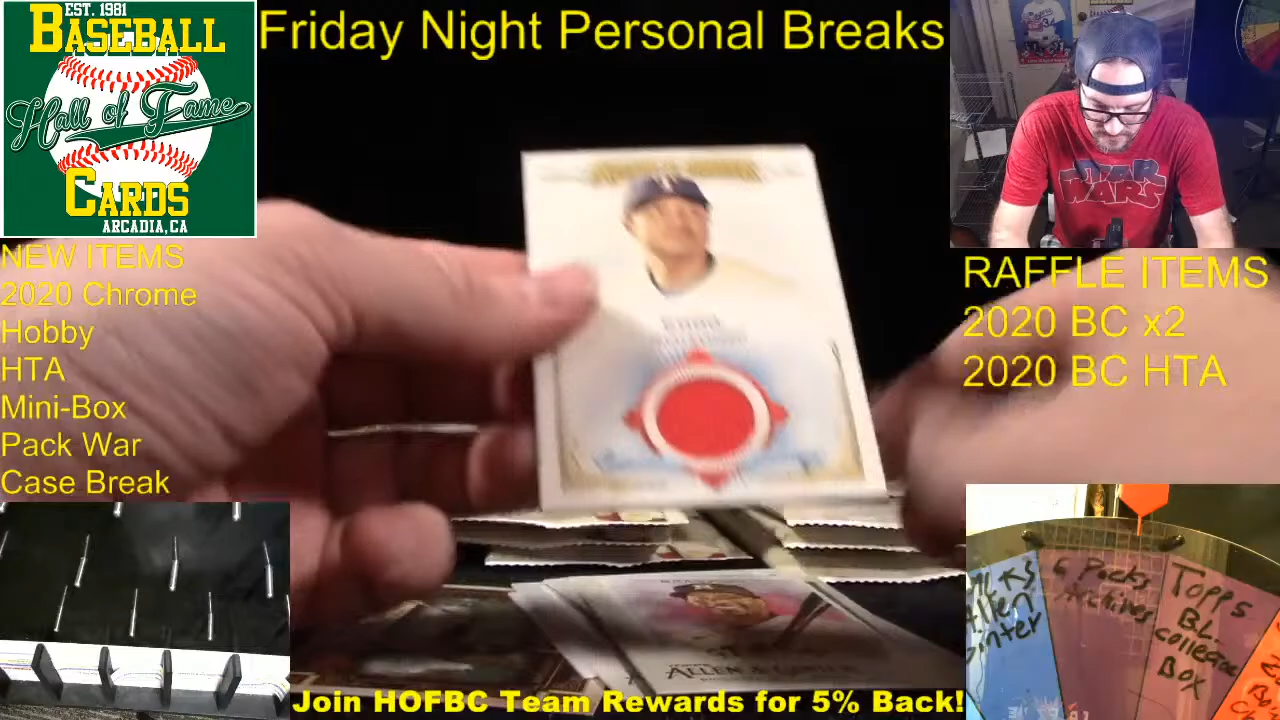 EST. 1981
BASEBALL
Hall of Fame
CARDS
ARCADIA, CA
Friday Night Personal Breaks
NEW ITEMS
2020 Chrome
Hobby
HTA
Mini-Box
Pack War
Case Break
STAR
WARS
RAFFLE ITEMS
2020 BC x2
2020 BC HTA
ALLEN & GINTER
6 Packs
Archives
TOPPS
BL.
COLLECTION
BOX
Join HOFBC Team Rewards for 5% Back!